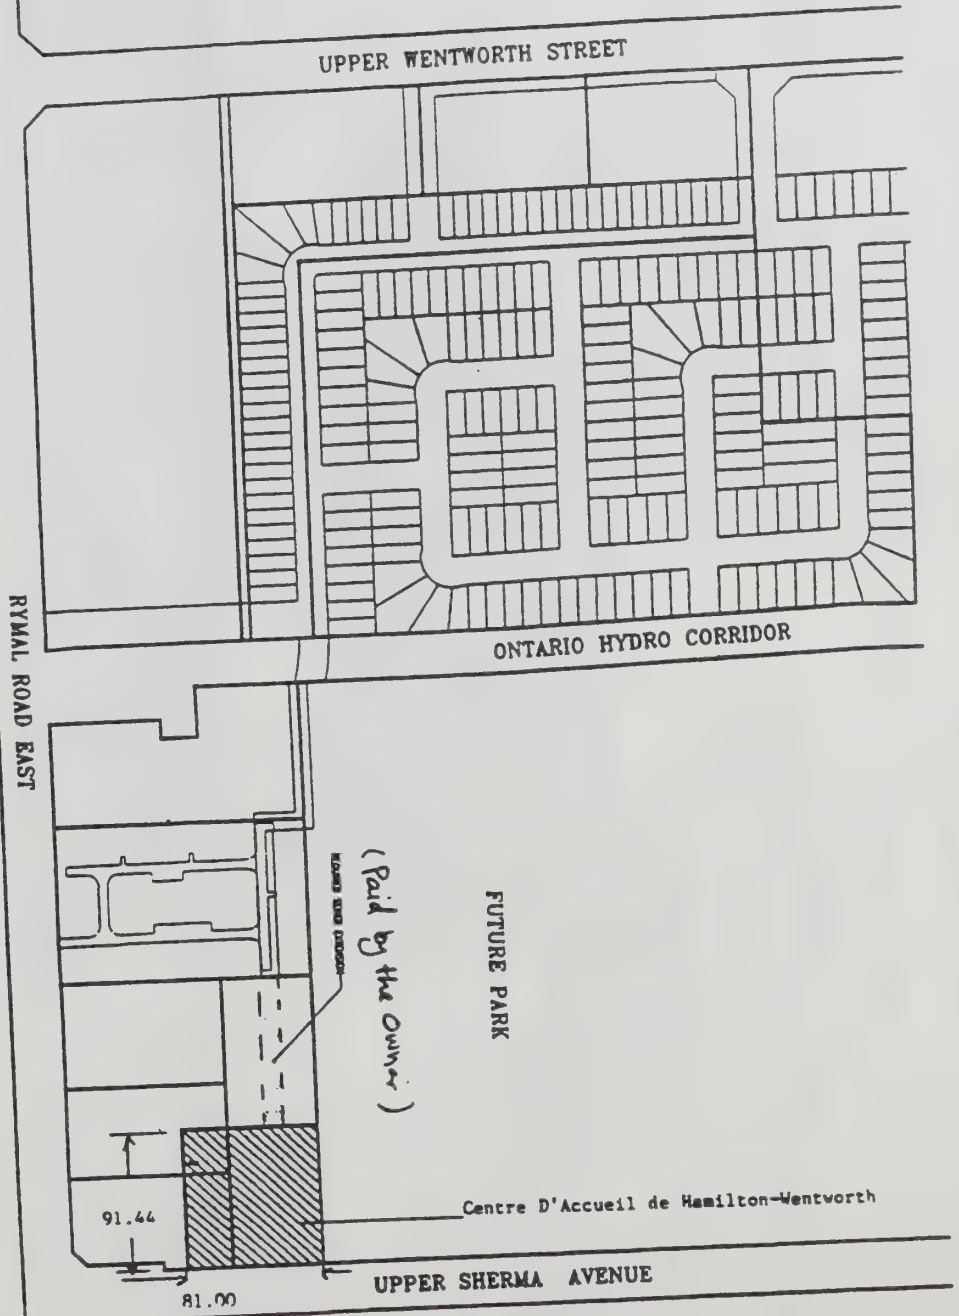 UPPER WENTWORTH STREET
ONTARIO HYDRO CORRIDOR
RYMAL ROAD EAST
(Paid by the Owner)
FUTURE PARK
Centre D'Accueil de Hamilton-Wentworth
91.44
UPPER SHERMA AVENUE
81.00